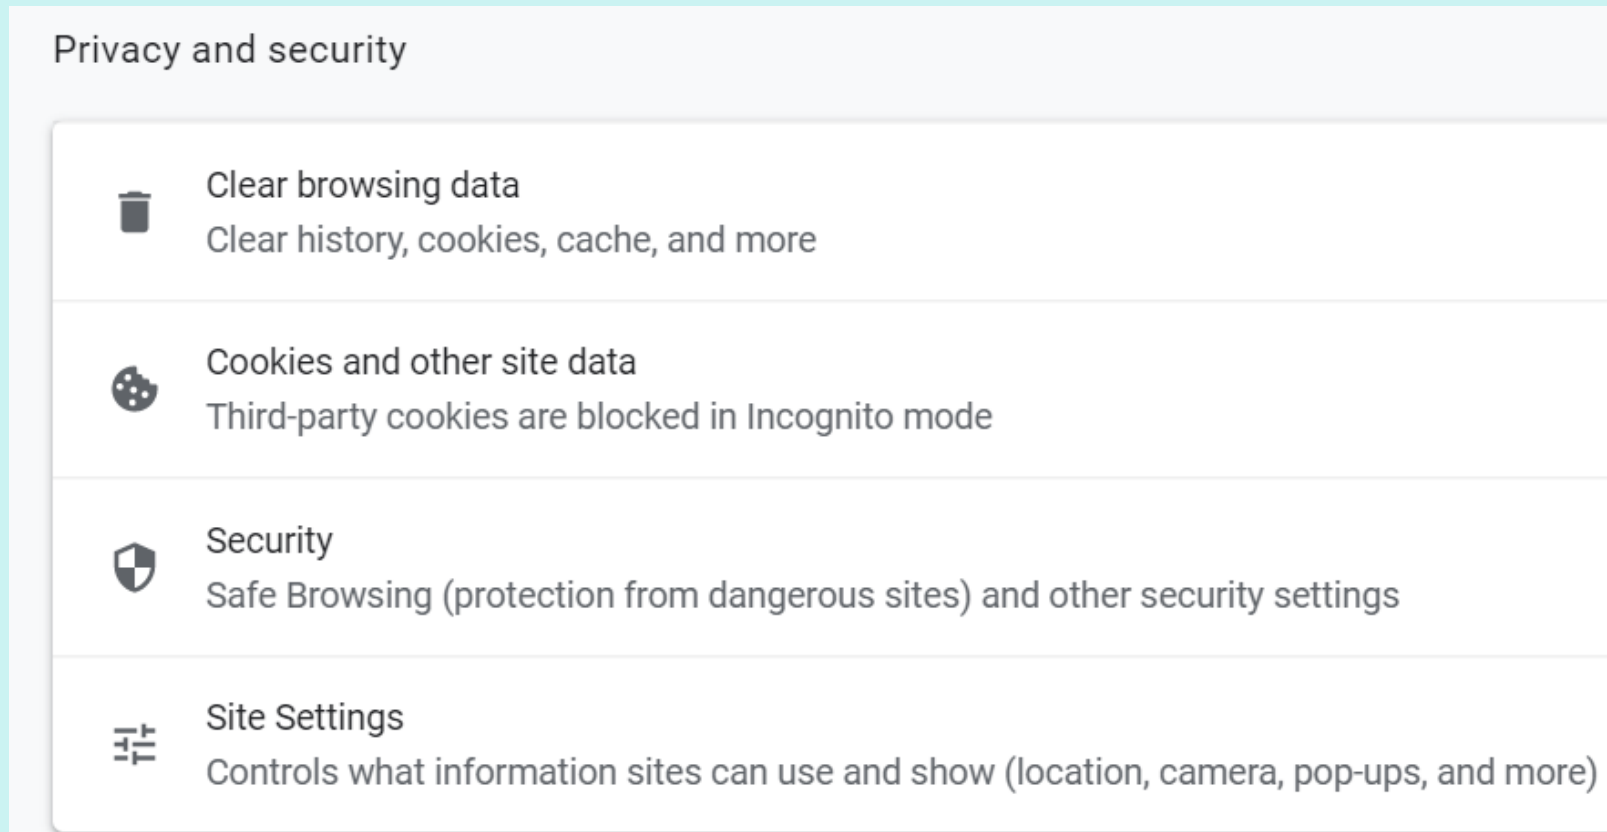 Privacy and security
Clear browsing data
Clear history, cookies, cache, and more
Cookies and other site data
Third-party cookies are blocked in Incognito mode
Security
Safe Browsing (protection from dangerous sites) and other security settings
Site Settings
Controls what information sites can use and show (location, camera, pop-ups, and more)